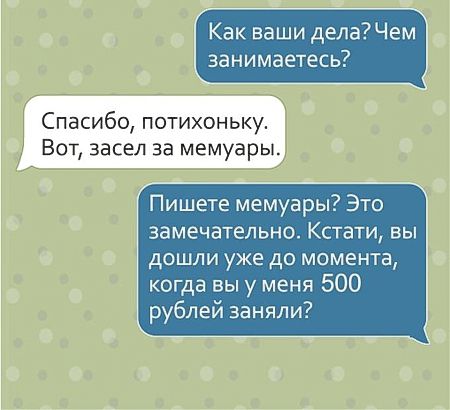 Как ваши дела? Чем
занимаетесь?
Спасибо, потихоньку.
Вот, засел за мемуары.
Пишете мемуары? Это
замечательно. Кстати, вы
дошли уже до момента,
когда вы у меня 500
рублей заняли?